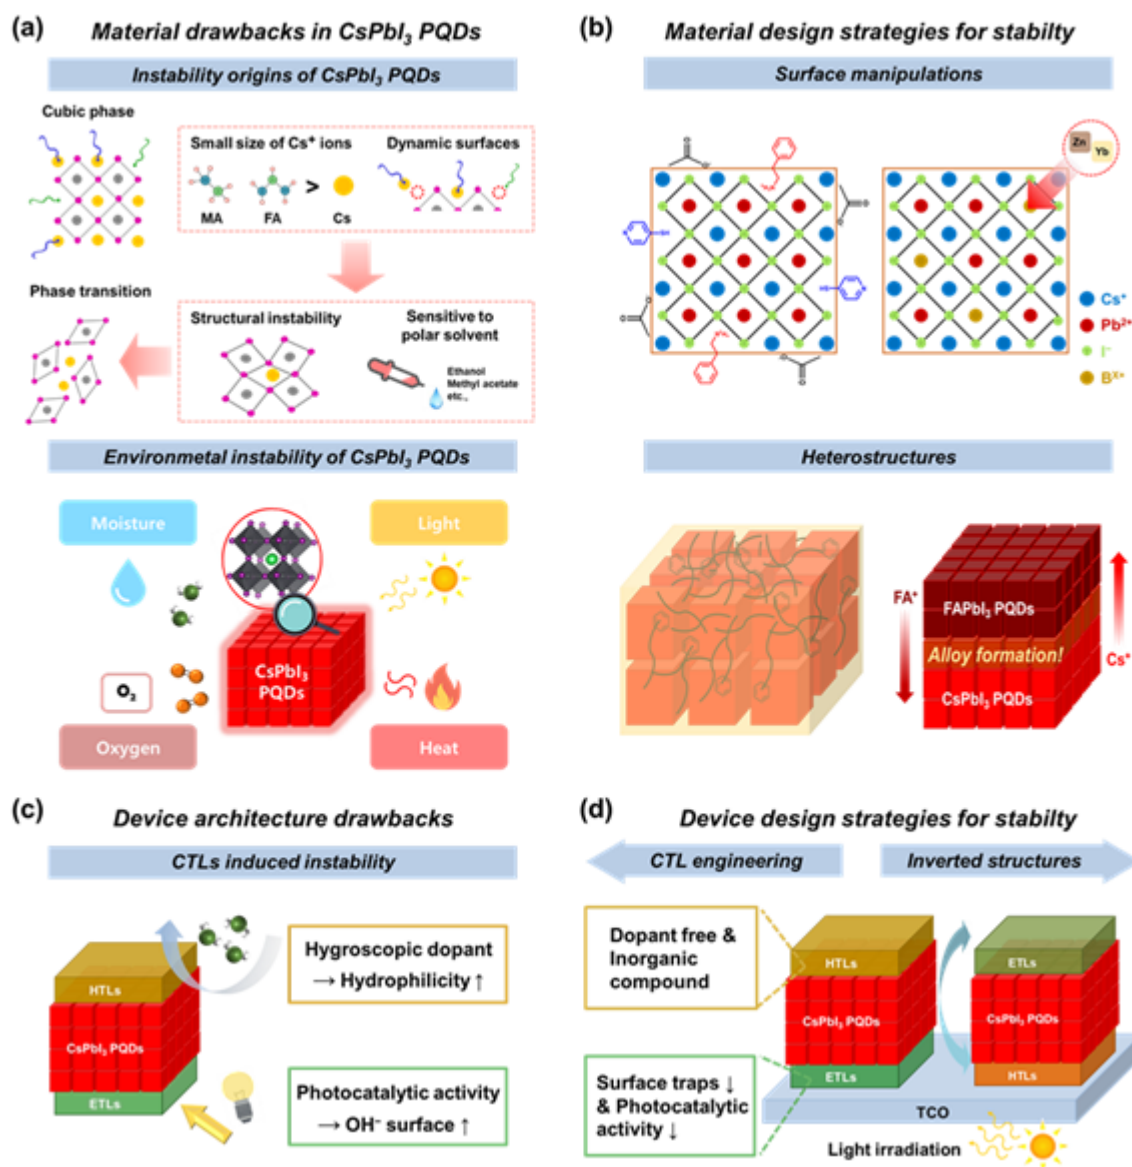 (a) Material drawbacks in CsPbI₃ PQDs
Instability origins of CsPbI₃ PQDs
Cubic phase
Small size of Cs⁺ ions
Dynamic surfaces
MA
FA
>
Cs
Phase transition
Structural instability
Sensitive to
polar solvent
Ethanol
Methyl acetate
etc.,
Environmetal instability of CsPbI₃ PQDs
Moisture
Light
CsPbI₃
PQDs
O₂
Oxygen
Heat
(b) Material design strategies for stabilty
Surface manipulations
Zn
Yb
Cs⁺
Pb²⁺
I⁻
Bˣ⁺
Heterostructures
FA⁺
FAPbI₃ PQDs
Alloy formation!
CsPbI₃ PQDs
Cs⁺
(c) Device architecture drawbacks
CTLs induced instability
HTLs
CsPbI₃ PQDs
ETLs
Hygroscopic dopant
→ Hydrophilicity ↑
Photocatalytic activity
→ OH⁻ surface ↑
(d) Device design strategies for stabilty
CTL engineering
Inverted structures
Dopant free &
Inorganic
compound
Surface traps ↓
& Photocatalytic
activity ↓
HTLs
CsPbI₃ PQDs
ETLs
ETLs
CsPbI₃ PQDs
HTLs
TCO
Light irradiation